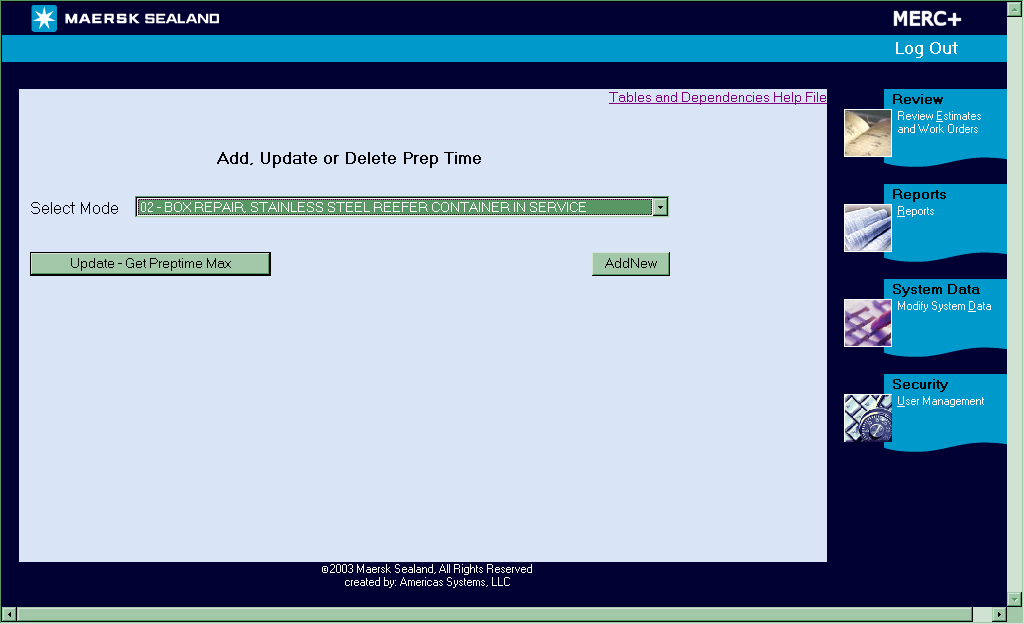 MAERSK SEALAND
MERC+
Log Out
Tables and Dependencies Help File
Add, Update or Delete Prep Time
Select Mode
02 - BOX REPAIR, STAINLESS STEEL REEFER CONTAINER IN SERVICE
Update - Get Preptime Max
AddNew
Review
Review Estimates
and Work Orders
Reports
Reports
System Data
Modify System Data
Security
User Management
©2003 Maersk Sealand, All Rights Reserved
created by: Americas Systems, LLC